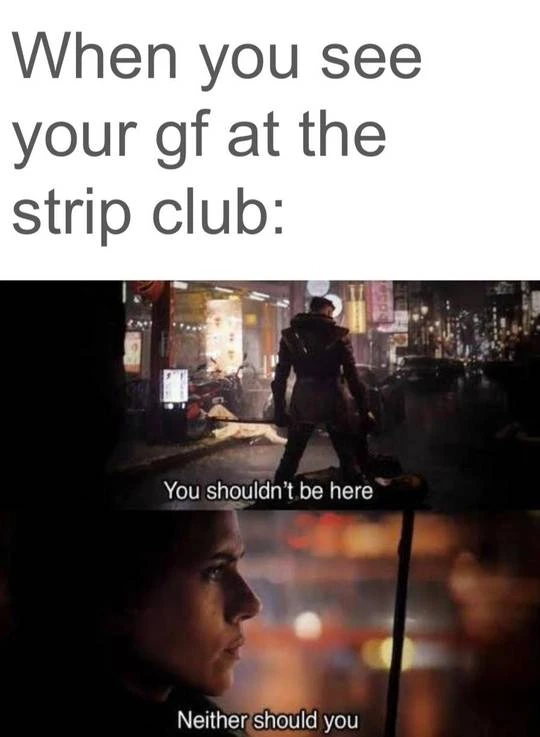 When you see
your gf at the
strip club:
You shouldn't be here
Neither should you